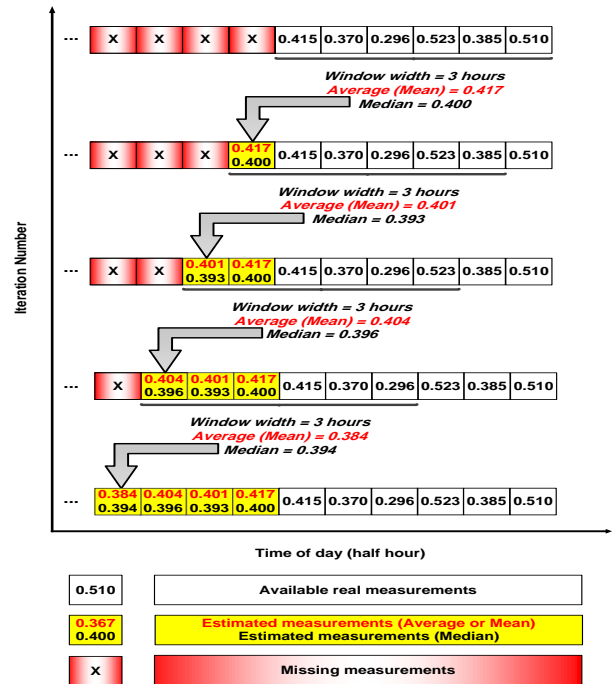 --- X X X X 0.415 0.370 0.296 0.523 0.385 0.510
Window width = 3 hours
Average (Mean) = 0.417
Median = 0.400
--- X X X 0.417 0.415 0.370 0.296 0.523 0.385 0.510
0.400
Window width = 3 hours
Average (Mean) = 0.401
Median = 0.393
--- X X 0.401 0.417 0.415 0.370 0.296 0.523 0.385 0.510
0.393 0.400
Window width = 3 hours
Average (Mean) = 0.404
Median = 0.396
--- X 0.404 0.401 0.417 0.415 0.370 0.296 0.523 0.385 0.510
0.396 0.393 0.400
Window width = 3 hours
Average (Mean) = 0.384
Median = 0.394
--- 0.384 0.404 0.401 0.417 0.415 0.370 0.296 0.523 0.385 0.510
0.394 0.396 0.393 0.400
Iteration Number
Time of day (half hour)
0.510 Available real measurements
0.367 Estimated measurements (Average or Mean)
0.400 Estimated measurements (Median)
X Missing measurements